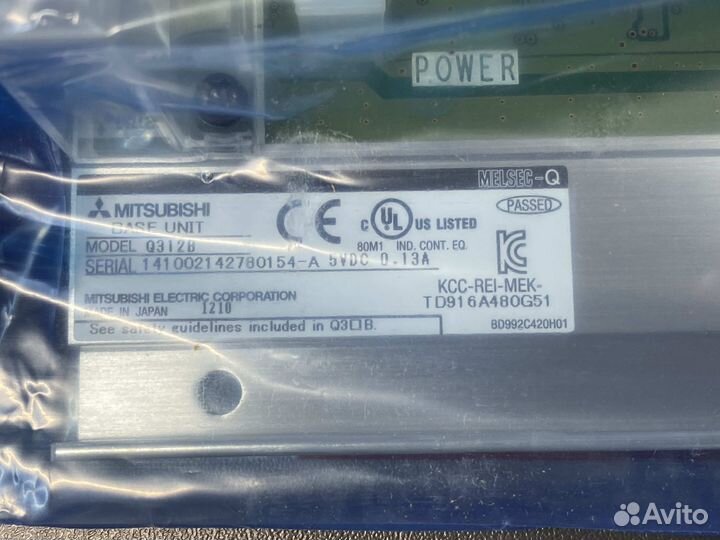 POWER
MELSEC-Q
MITSUBISHI
BASE UNIT
MODEL Q312B
SERIAL 141002142780154-A 5VDC 0.13A
CE
C UL US LISTED
80M1 IND. CONT. EQ.
PASSED
KCC-REI-MEK-
TD916A480G51
MITSUBISHI ELECTRIC CORPORATION
MADE IN JAPAN 1210
See safety guidelines included in Q3□B.
BD992C420H01
Avito